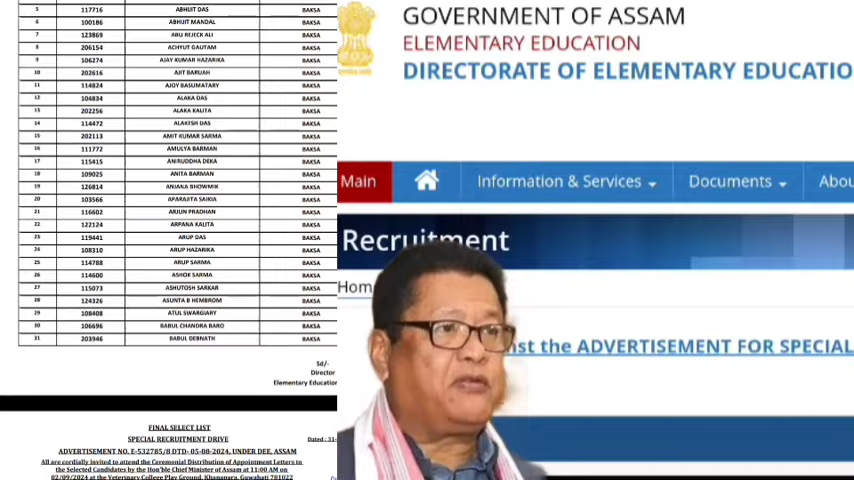 5 117716 ABHIJIT DAS BAKSA
6 100186 ABHIJIT MANDAL BAKSA
7 123869 ABU REJECK ALI BAKSA
8 206154 ACHYUT GAUTAM BAKSA
9 106274 AJAY KUMAR HAZARIKA BAKSA
10 202616 AJIT BARUAH BAKSA
11 114824 AJOY BASUMATARY BAKSA
12 104834 ALAKA DAS BAKSA
13 202256 ALAKA KALITA BAKSA
14 114472 ALAKESH DAS BAKSA
15 202113 AMIT KUMAR SARMA BAKSA
16 111772 AMULYA BARMAN BAKSA
17 115415 ANIRUDDHA DEKA BAKSA
18 109025 ANITA BARMAN BAKSA
19 126814 ANJANA BHOWMIK BAKSA
20 103566 APARAJITA SAIKIA BAKSA
21 116602 ARJUN PRADHAN BAKSA
22 122124 ARPANA KALITA BAKSA
23 119441 ARUP DAS BAKSA
24 108310 ARUP HAZARIKA BAKSA
25 114788 ARUP SARMA BAKSA
26 114600 ASHOK SARMA BAKSA
27 115073 ASHUTOSH SARKAR BAKSA
28 124326 ASUNTA B HEMBROM BAKSA
29 108408 ATUL SWARGIARY BAKSA
30 106696 BABUL CHANDRA BARO BAKSA
31 203946 BABUL DEBNATH BAKSA
Sd/-
Director
Elementary Education
FINAL SELECT LIST
SPECIAL RECRUITMENT DRIVE Dated : 31-
ADVERTISEMENT NO. E-532785/8 DTD- 05-08-2024, UNDER DEE, ASSAM
All are cordially invited to attend the Ceremonial Distribution of Appointment Letters to
the Selected Candidates by the Hon'ble Chief Minister of Assam at 11:00 AM on
02/09/2024 at the Veterinary College Play Ground, Khanapara, Guwahati 781022
GOVERNMENT OF ASSAM
ELEMENTARY EDUCATION
DIRECTORATE OF ELEMENTARY EDUCATIO
Main Information & Services Documents Abou
Recruitment
Hom
nst the ADVERTISEMENT FOR SPECIAL